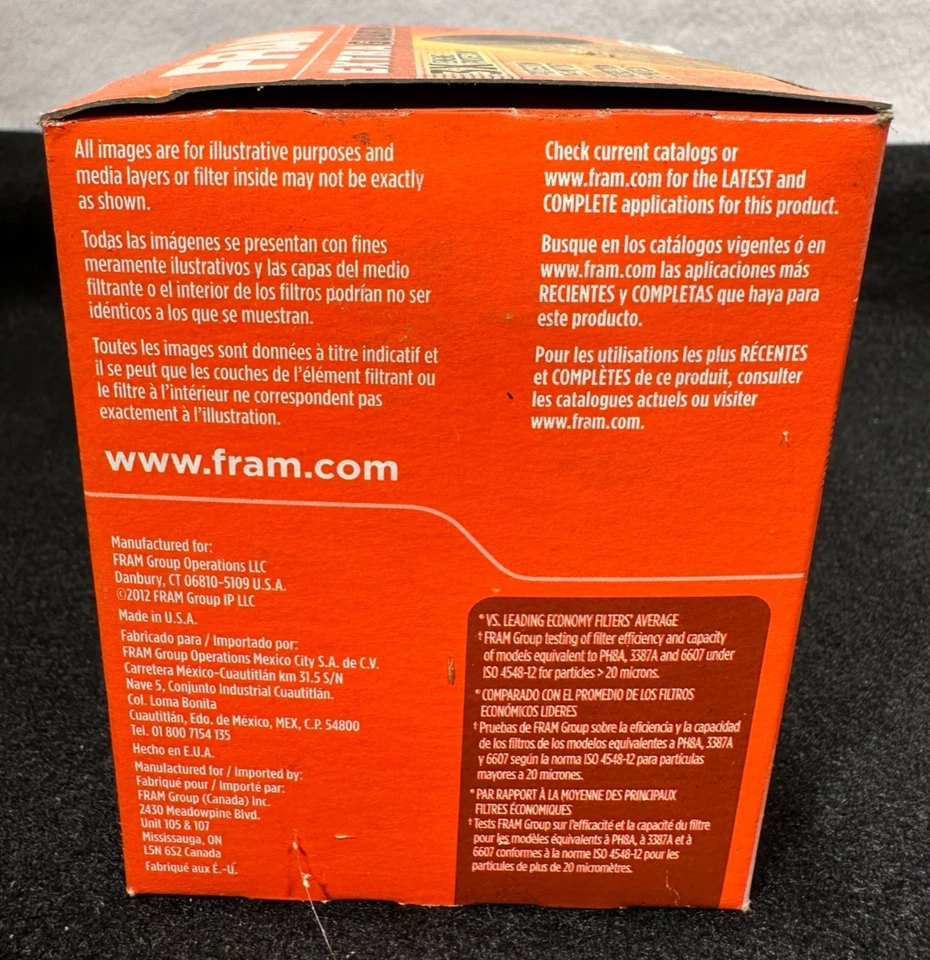 FRAM
EXTRA GUARD
All images are for illustrative purposes and
media layers or filter inside may not be exactly
as shown.
Todas las imágenes se presentan con fines
meramente ilustrativos y las capas del medio
filtrante o el interior de los filtros podrían no ser
idénticos a los que se muestran.
Toutes les images sont données à titre indicatif et
il se peut que les couches de l'élément filtrant ou
le filtre à l'intérieur ne correspondent pas
exactement à l'illustration.
www.fram.com
Check current catalogs or
www.fram.com for the LATEST and
COMPLETE applications for this product.
Busque en los catálogos vigentes ó en
www.fram.com las aplicaciones más
RECIENTES y COMPLETAS que haya para
este producto.
Pour les utilisations les plus RÉCENTES
et COMPLÈTES de ce produit, consulter
les catalogues actuels ou visiter
www.fram.com.
Manufactured for:
FRAM Group Operations LLC
Danbury, CT 06810-5109 U.S.A.
©2012 FRAM Group IP LLC
Made in U.S.A.
Fabricado para / Importado por:
FRAM Group Operations Mexico City S.A. de C.V.
Carretera México-Cuautitlán km 31.5 S/N
Nave 5, Conjunto Industrial Cuautitlán.
Col. Loma Bonita
Cuautitlán, Edo. de México, MEX, C.P. 54800
Tel. 01 800 7154 135
Hecho en E.U.A.
Manufactured for / Imported by:
Fabriqué pour / Importé par:
FRAM Group (Canada) Inc.
2430 Meadowpine Blvd.
Unit 105 & 107
Mississauga, ON
L5N 6S2 Canada
Fabriqué aux É.-U.
* VS. LEADING ECONOMY FILTERS' AVERAGE
† FRAM Group testing of filter efficiency and capacity
of models equivalent to PH8A, 3387A and 6607 under
ISO 4548-12 for particles > 20 microns.
* COMPARADO CON EL PROMEDIO DE LOS FILTROS
ECONÓMICOS LIDERES
† Pruebas de FRAM Group sobre la eficiencia y la capacidad
de los filtros de los modelos equivalentes a PH8A, 3387A
y 6607 según la norma ISO 4548-12 para partículas
mayores a 20 micrones.
* PAR RAPPORT À LA MOYENNE DES PRINCIPAUX
FILTRES ÉCONOMIQUES
† Tests FRAM Group sur l'efficacité et la capacité du filtre
pour les modèles équivalents à PH8A, à 3387A et à
6607 conformes à la norme ISO 4548-12 pour les
particules de plus de 20 micromètres.